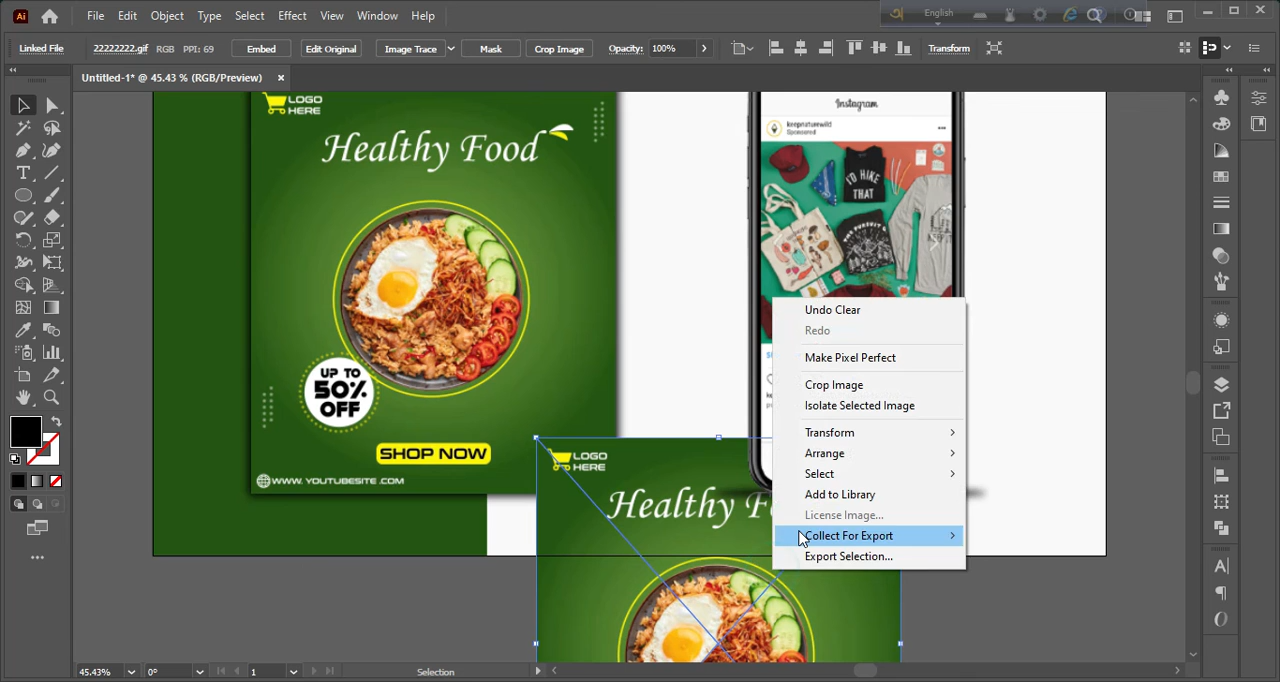 Ai File Edit Object Type Select Effect View Window Help English
Linked File 22222222.gif RGB PPI: 69 Embed Edit Original Image Trace Mask Crop Image Opacity: 100% Transform
Untitled-1* @ 45.43 % (RGB/Preview) ×
LOGO
HERE
Healthy Food
UP TO
50%
OFF
SHOP NOW
WWW. YOUTUBESITE .COM
Instagram
keepnaturewild
Sponsored
I'D HIKE
THAT
Undo Clear
Redo
Make Pixel Perfect
Crop Image
Isolate Selected Image
Transform
Arrange
Select
Add to Library
License Image...
Collect For Export
Export Selection...
LOGO
HERE
Healthy F
45.43% 0° 1 Selection